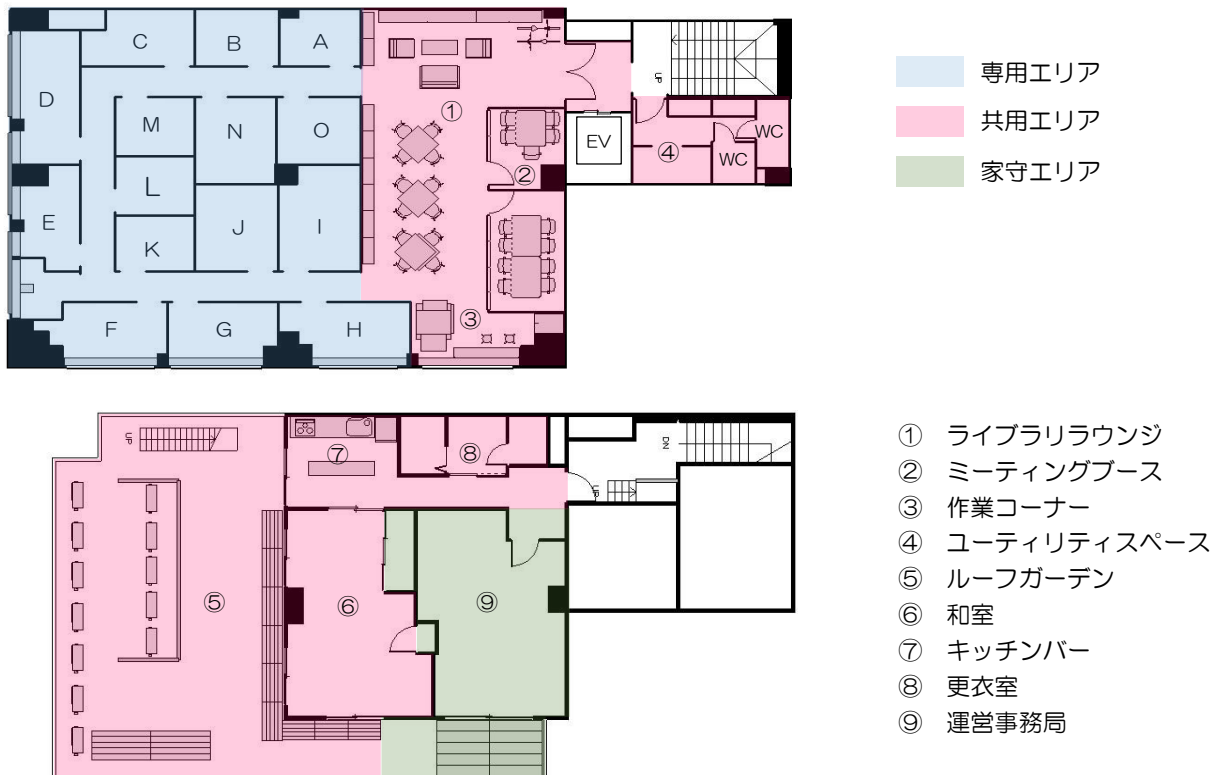 C
B
A
D
M
N
O
①
UP
EV
④
WC
WC
②
L
E
J
I
K
F
G
H
③
専用エリア
共用エリア
家守エリア
UP
⑦
⑧
DN
UP
⑤
⑥
⑨
① ライブラリラウンジ
② ミーティングブース
③ 作業コーナー
④ ユーティリティスペース
⑤ ルーフガーデン
⑥ 和室
⑦ キッチンバー
⑧ 更衣室
⑨ 運営事務局